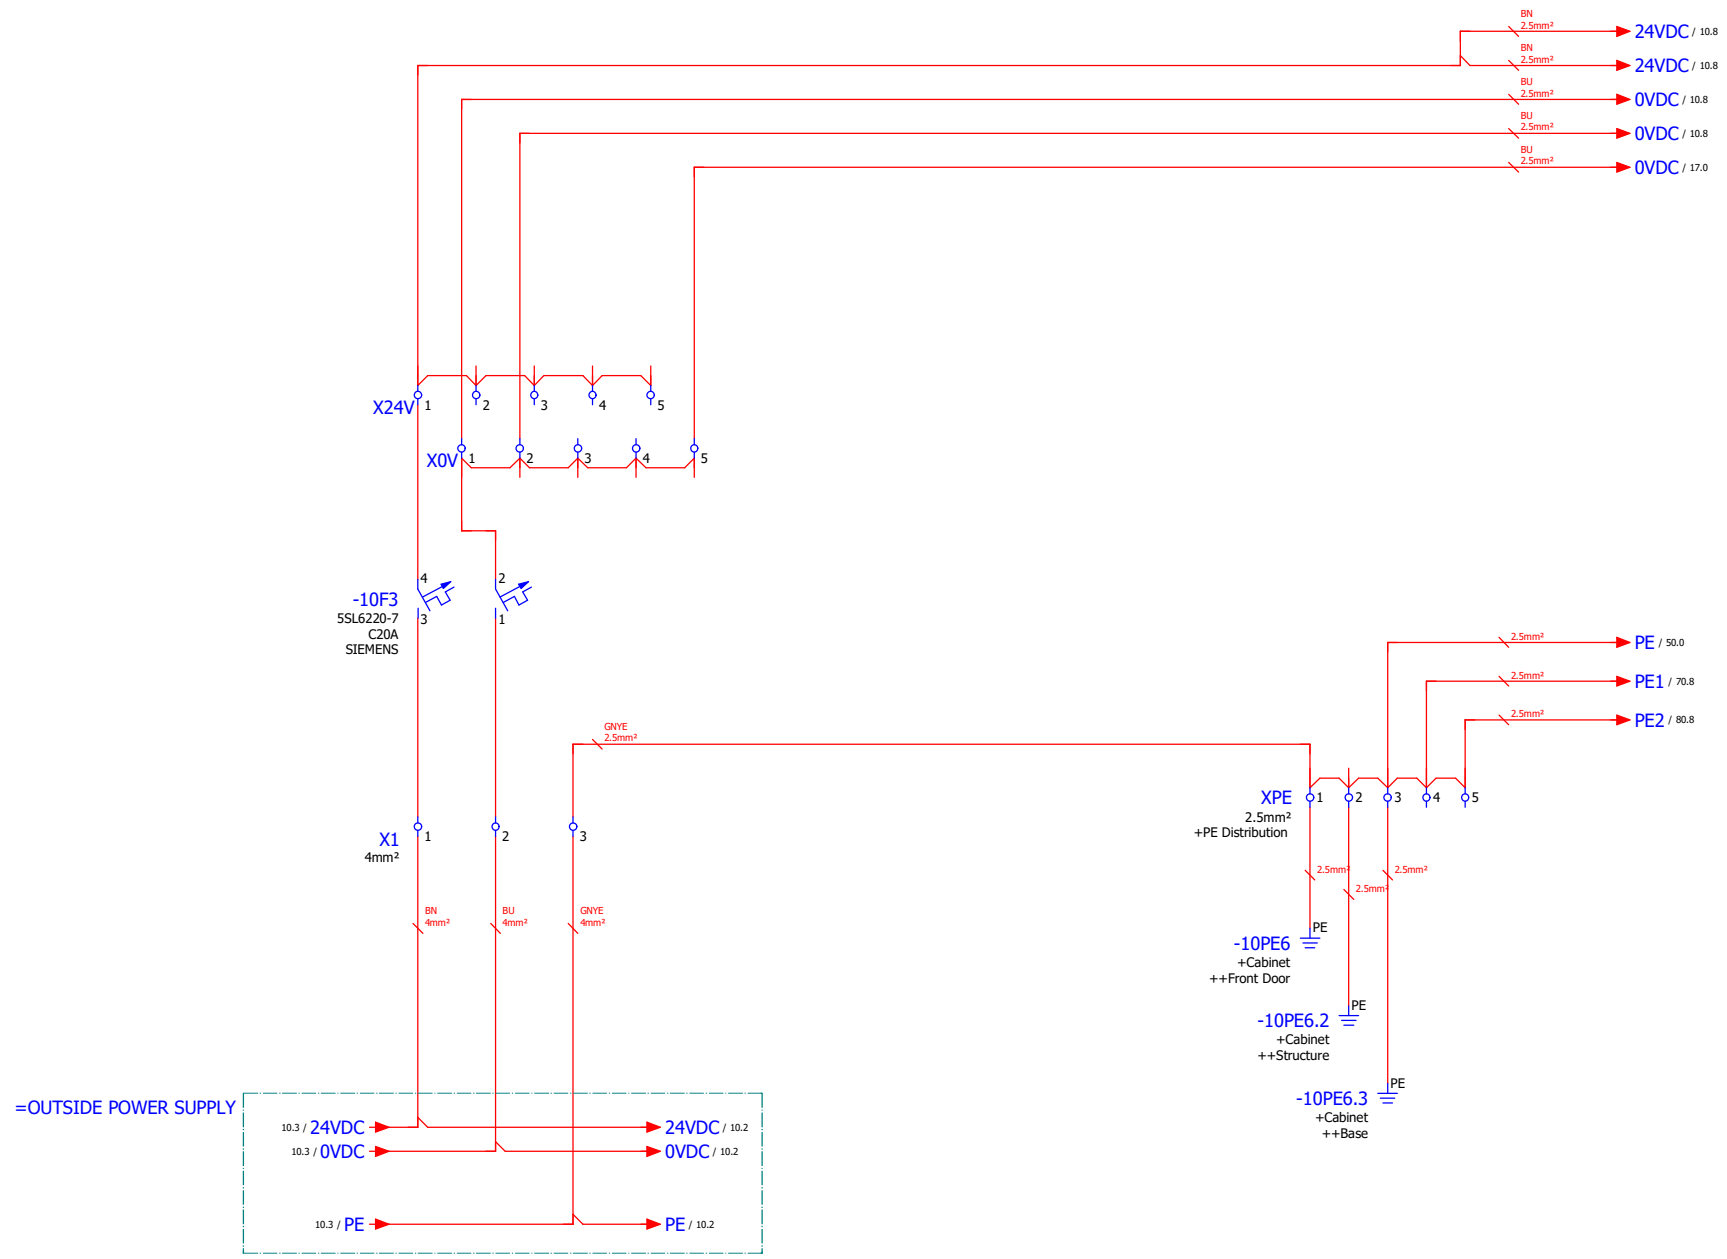 BN
2.5mm²
24VDC / 10.8
BN
2.5mm²
24VDC / 10.8
BU
2.5mm²
0VDC / 10.8
BU
2.5mm²
0VDC / 10.8
BU
2.5mm²
0VDC / 17.0
X24V 1 2 3 4 5
X0V 1 2 3 4 5
4 2
-10F3
5SL6220-7
3 1
C20A
SIEMENS
2.5mm²
PE / 50.0
2.5mm²
PE1 / 70.8
2.5mm²
PE2 / 80.8
GNYE
2.5mm²
XPE 1 2 3 4 5
2.5mm²
+PE Distribution
X1 1 2 3
4mm²
2.5mm² 2.5mm²
2.5mm²
BN BU GNYE
4mm² 4mm² 4mm²
PE
-10PE6
+Cabinet
++Front Door
PE
-10PE6.2
+Cabinet
++Structure
PE
-10PE6.3
+Cabinet
++Base
=OUTSIDE POWER SUPPLY
10.3 / 24VDC 24VDC / 10.2
10.3 / 0VDC 0VDC / 10.2
10.3 / PE PE / 10.2